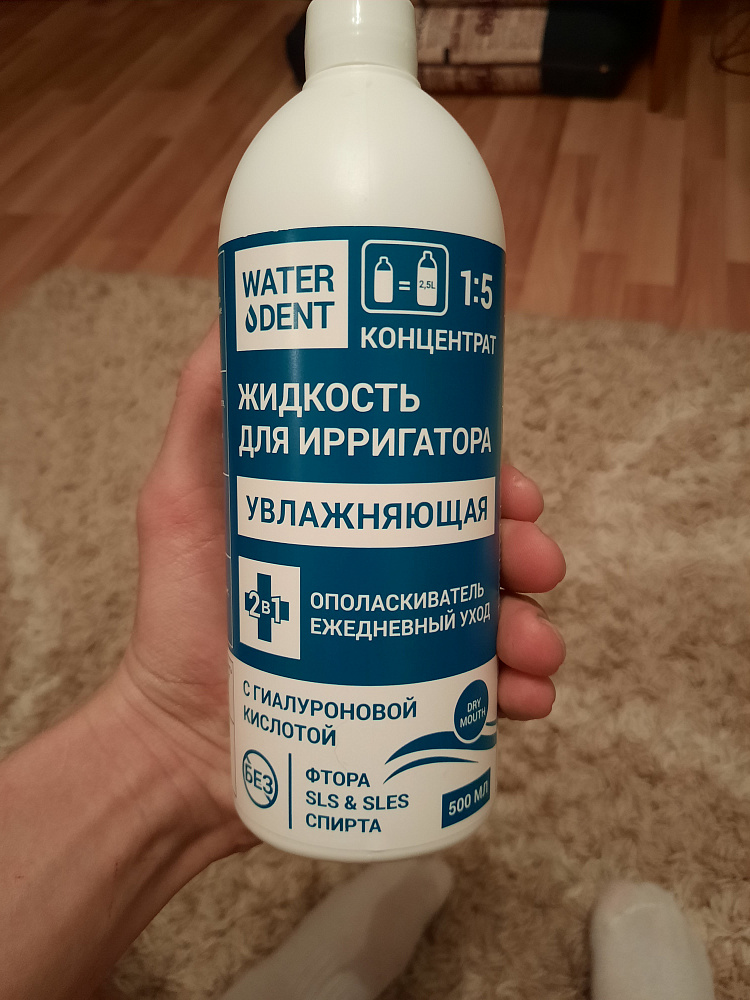 WATER
DENT
= 2,5L
1:5
КОНЦЕНТРАТ
ЖИДКОСТЬ
ДЛЯ ИРРИГАТОРА
УВЛАЖНЯЮЩАЯ
2в1
ОПОЛАСКИВАТЕЛЬ
ЕЖЕДНЕВНЫЙ УХОД
С ГИАЛУРОНОВОЙ
КИСЛОТОЙ
DRY
MOUTH
БЕЗ
ФТОРА
SLS & SLES
СПИРТА
500 МЛ